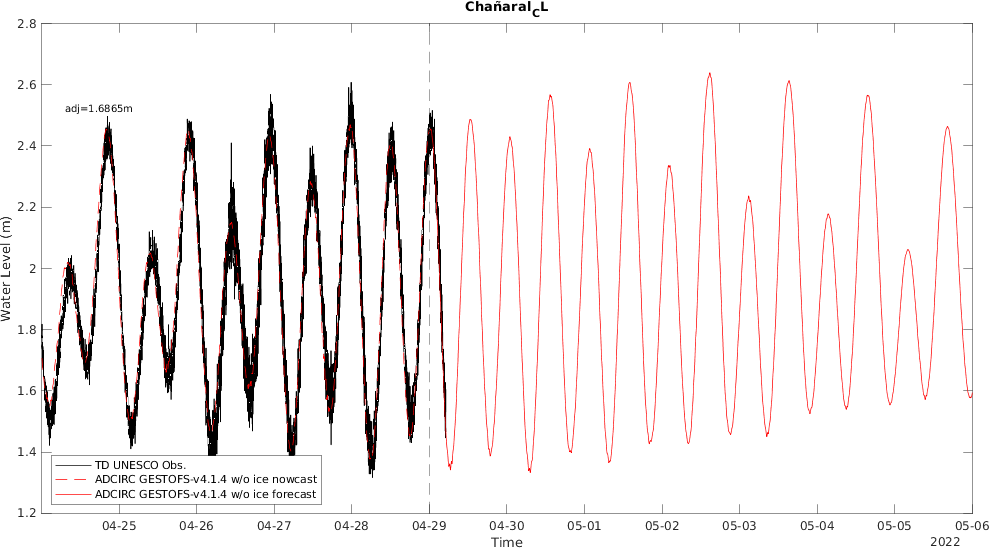 Chañaral_CL
2.8
2.6
2.4
2.2
2
1.8
1.6
1.4
1.2
Water Level (m)
adj=1.6865m
TD UNESCO Obs.
ADCIRC GESTOFS-v4.1.4 w/o ice nowcast
ADCIRC GESTOFS-v4.1.4 w/o ice forecast
04-25 04-26 04-27 04-28 04-29 04-30 05-01 05-02 05-03 05-04 05-05 05-06
Time
2022